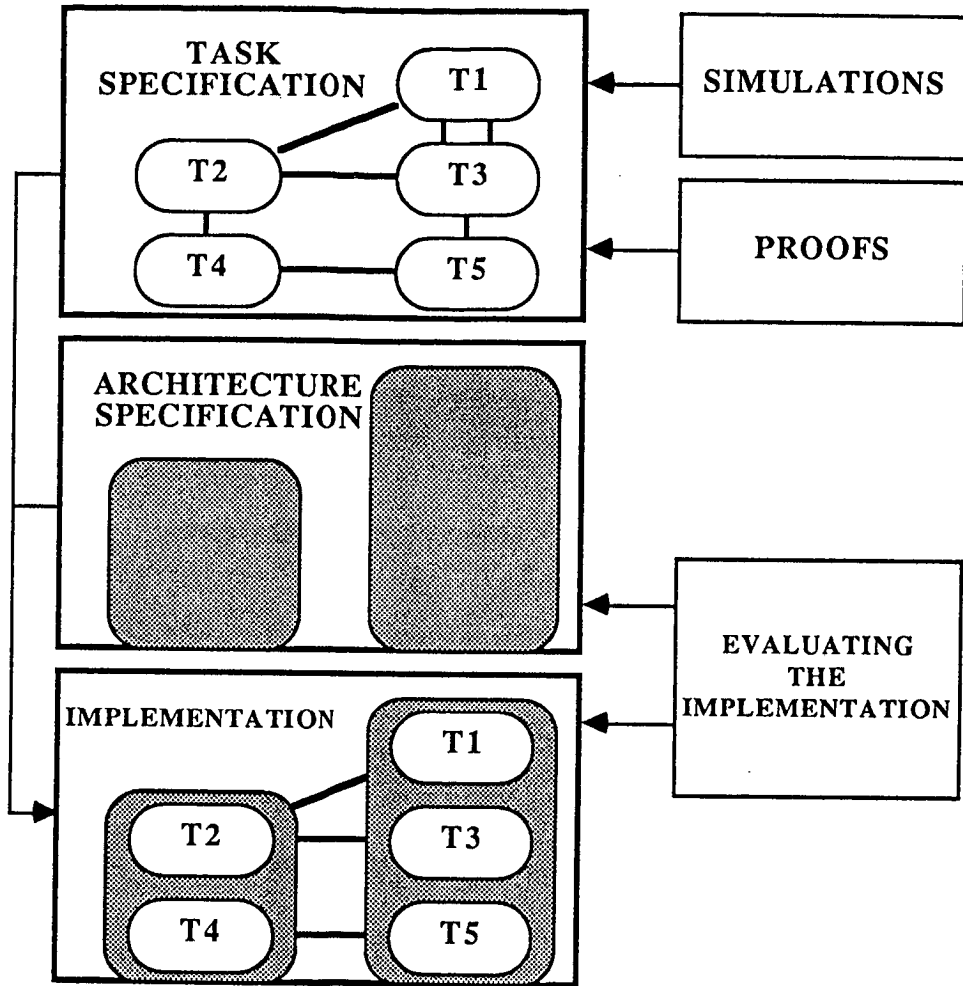 TASK
SPECIFICATION
T1
T2
T3
T4
T5
SIMULATIONS
PROOFS
ARCHITECTURE
SPECIFICATION
IMPLEMENTATION
T1
T2
T3
T4
T5
EVALUATING
THE
IMPLEMENTATION